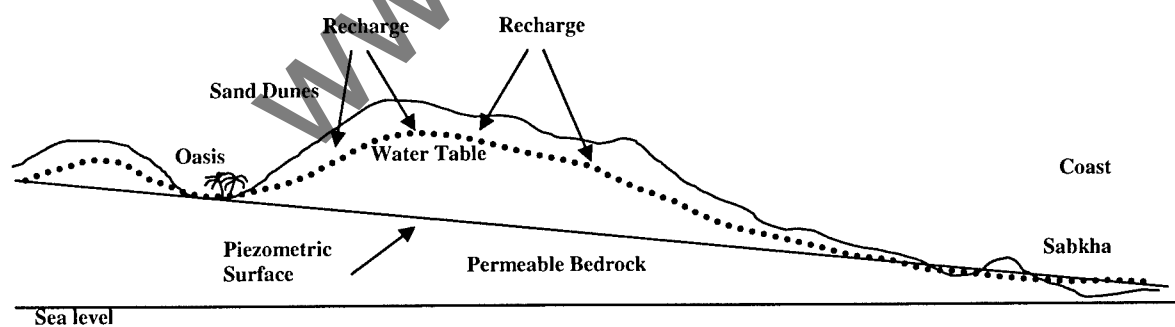 Recharge
Recharge
Sand Dunes
Oasis
Water Table
Coast
Piezometric
Surface
Permeable Bedrock
Sabkha
Sea level